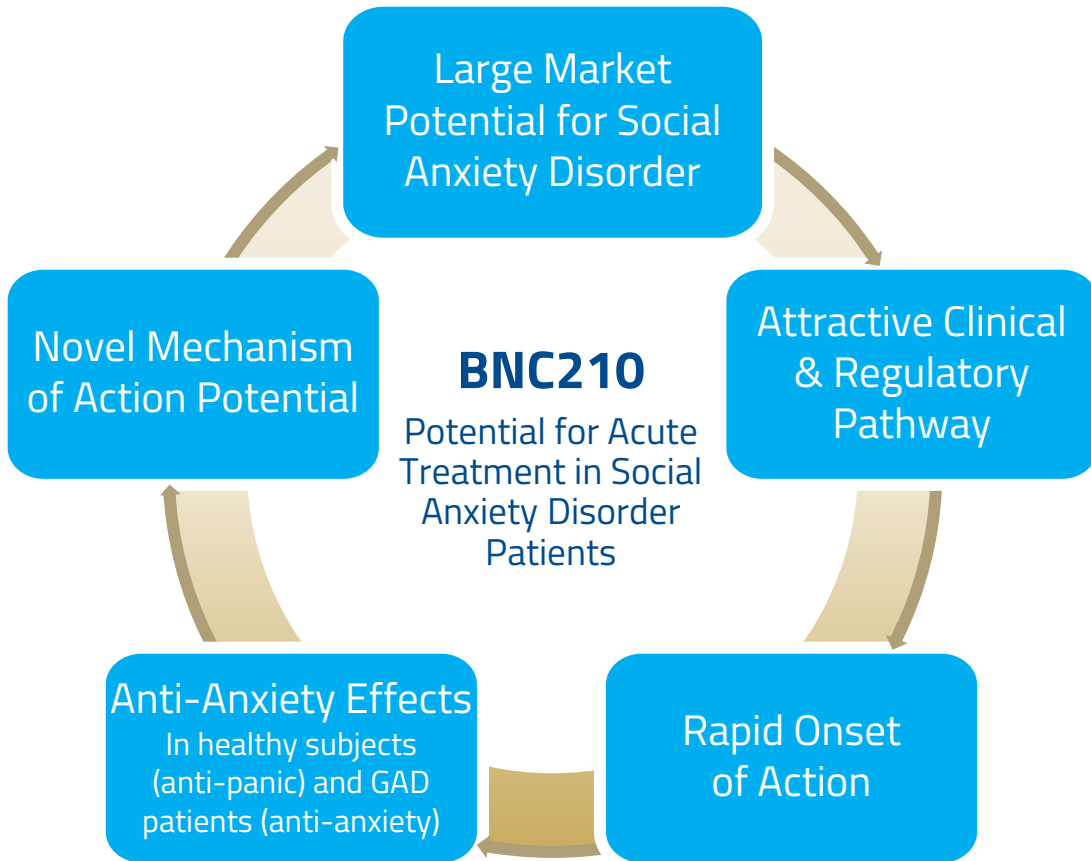 Large Market
Potential for Social
Anxiety Disorder
Attractive Clinical
& Regulatory
Pathway
Rapid Onset
of Action
Anti-Anxiety Effects
In healthy subjects
(anti-panic) and GAD
patients (anti-anxiety)
Novel Mechanism
of Action Potential
BNC210
Potential for Acute
Treatment in Social
Anxiety Disorder
Patients